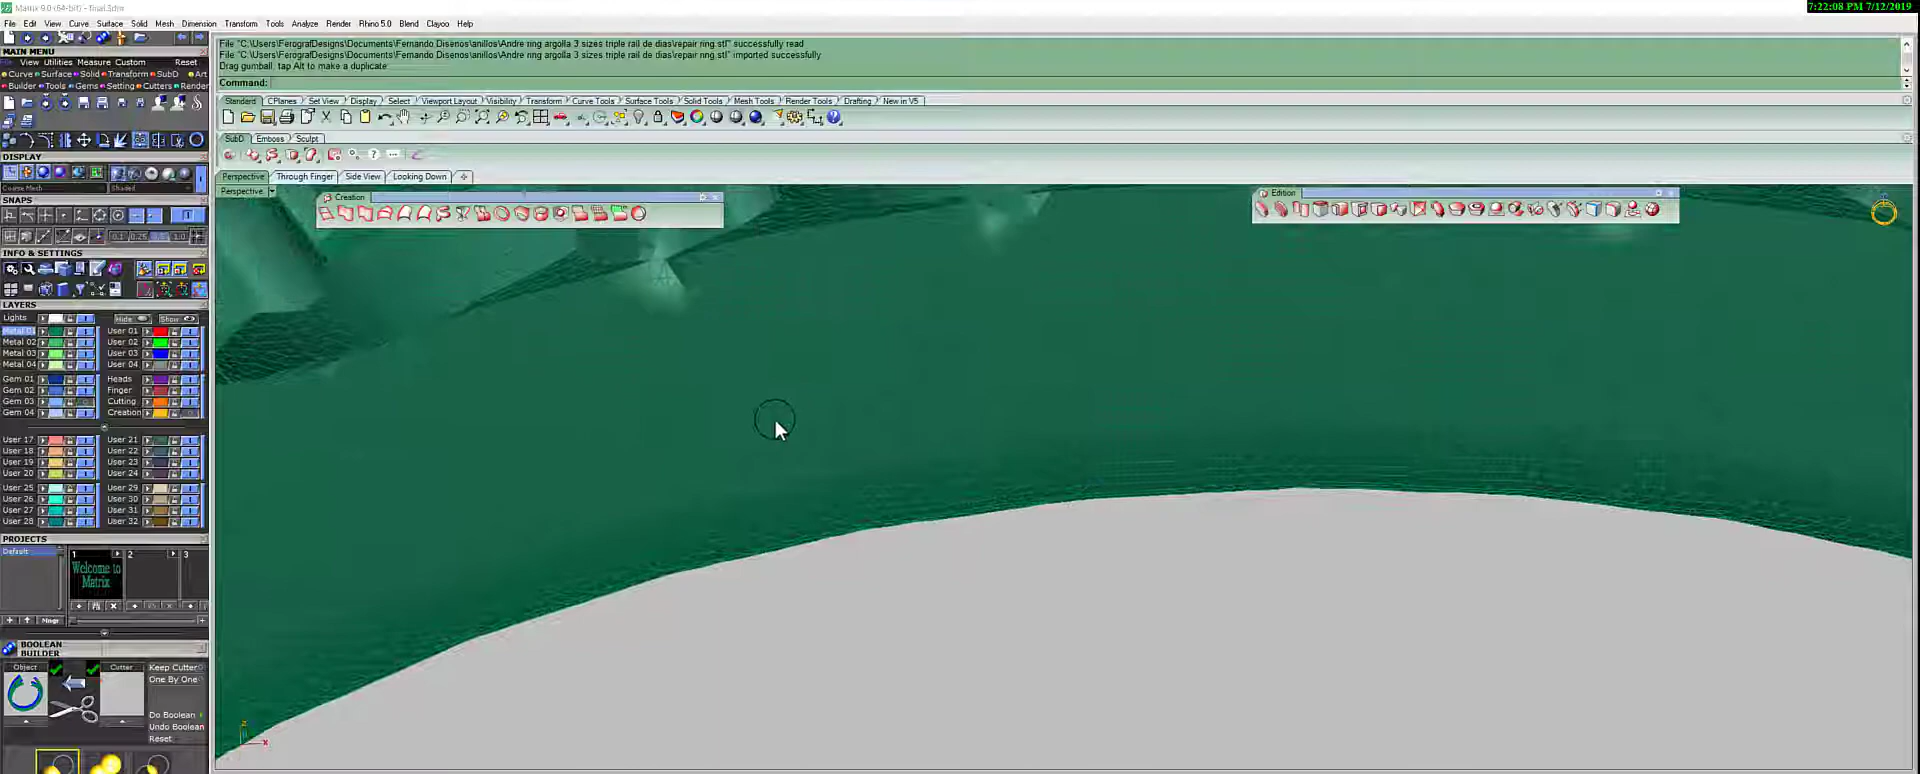 Matrix 9.0 (64-bit) - final.3dm
7:22:08 PM 7/12/2019
File Edit View Curve Surface Solid Mesh Dimension Transform Tools Analyze Render Rhino 5.0 Blend Clayoo Help
MAIN MENU
File View Utilities Measure Custom Reset
Curve Surface Solid Transform SubD Art
Builder Tools Gems Setting Cutters Render
File "C:\Users\FerografDesigns\Documents\Fernando Disenos\anillos\Andre ring argolla 3 sizes triple rail de dias\repair ring.stl" successfully read
File "C:\Users\FerografDesigns\Documents\Fernando Disenos\anillos\Andre ring argolla 3 sizes triple rail de dias\repair ring.stl" imported successfully
Drag gumball. tap Alt to make a duplicate:
Command:
Standard CPlanes Set View Display Select Viewport Layout Visibility Transform Curve Tools Surface Tools Solid Tools Mesh Tools Render Tools Drafting New in V5
SubD Emboss Sculpt
Perspective Through Finger Side View Looking Down
Perspective
Creation
Edition
DISPLAY
Coarse Mesh Shaded
SNAPS
INFO & SETTINGS
LAYERS
Lights Hide Show
Metal 01 User 01
Metal 02 User 02
Metal 03 User 03
Metal 04 User 04
Gem 01 Heads
Gem 02 Finger
Gem 03 Cutting
Gem 04 Creation
User 17 User 21
User 18 User 22
User 19 User 23
User 20 User 24
User 25 User 29
User 26 User 30
User 27 User 31
User 28 User 32
PROJECTS
Default
1 2 3
Welcome to Matrix
Mngr
BOOLEAN BUILDER
Object Cutter Keep Cutter
One By One
Do Boolean
Undo Boolean
Reset
z
x